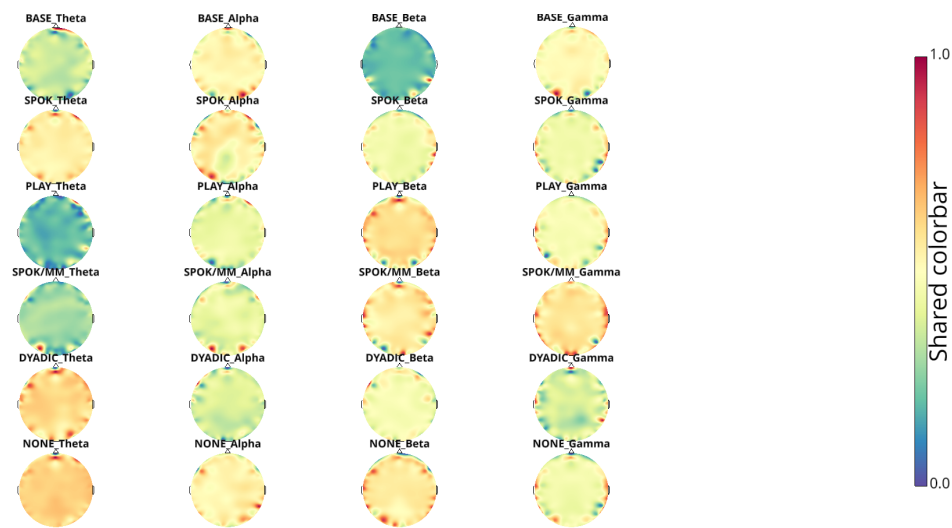 BASE_Theta BASE_Alpha BASE_Beta BASE_Gamma
SPOK_Theta SPOK_Alpha SPOK_Beta SPOK_Gamma
PLAY_Theta PLAY_Alpha PLAY_Beta PLAY_Gamma
SPOK/MM_Theta SPOK/MM_Alpha SPOK/MM_Beta SPOK/MM_Gamma
DYADIC_Theta DYADIC_Alpha DYADIC_Beta DYADIC_Gamma
NONE_Theta NONE_Alpha NONE_Beta NONE_Gamma
1.0
Shared colorbar
0.0